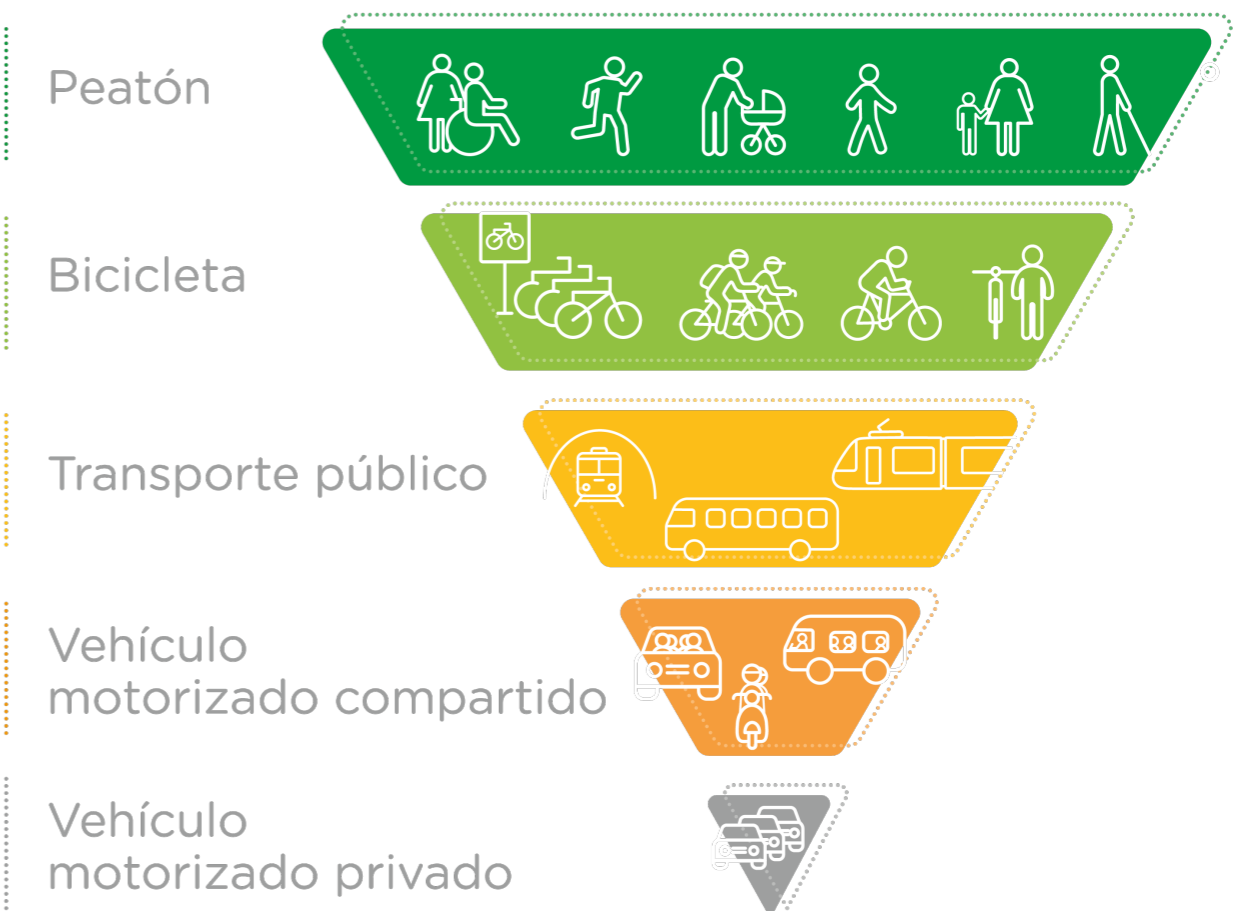 Peatón
Bicicleta
Transporte público
Vehículo
motorizado compartido
Vehículo
motorizado privado